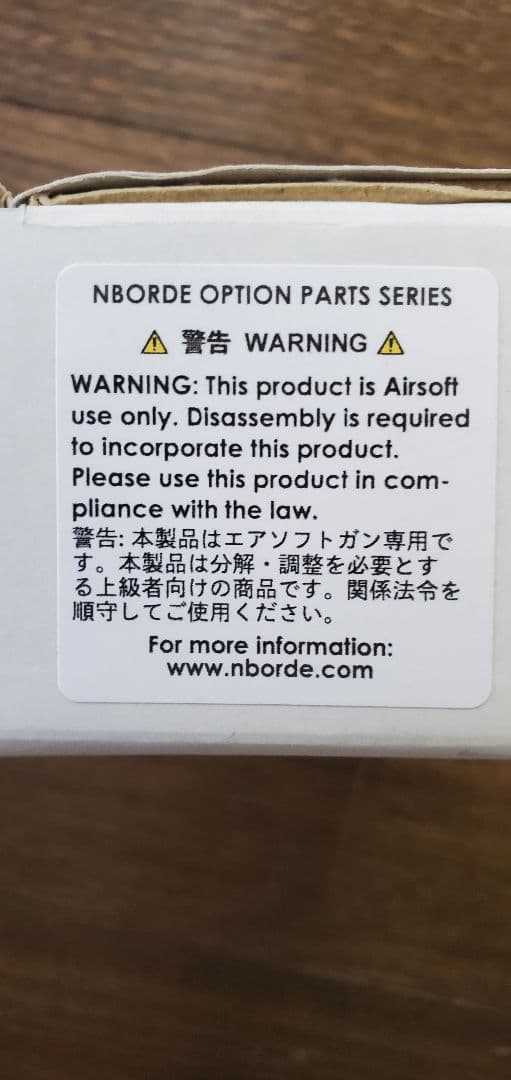 NBORDE OPTION PARTS SERIES
⚠ 警告 WARNING ⚠
WARNING: This product is Airsoft
use only. Disassembly is required
to incorporate this product.
Please use this product in com-
pliance with the law.
警告: 本製品はエアソフトガン専用で
す。本製品は分解・調整を必要とす
る上級者向けの商品です。関係法令を
順守してご使用ください。
For more information:
www.nborde.com